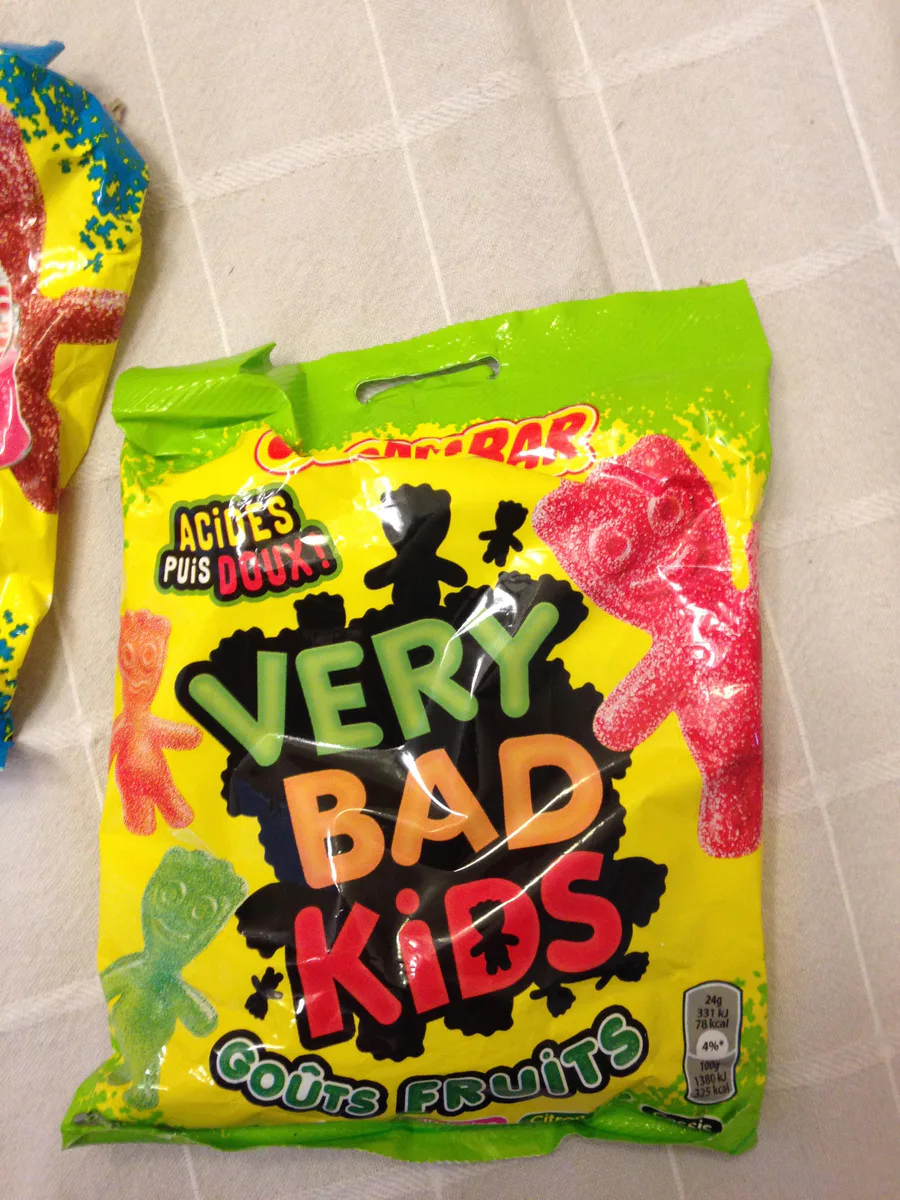 ACiDES
PUiS DOUX!
VERY
BAD
KiDS
GOÛTS FRUiTS
24g
331 kJ
78 kcal
4%*
100g
1380 kJ
325 kcal